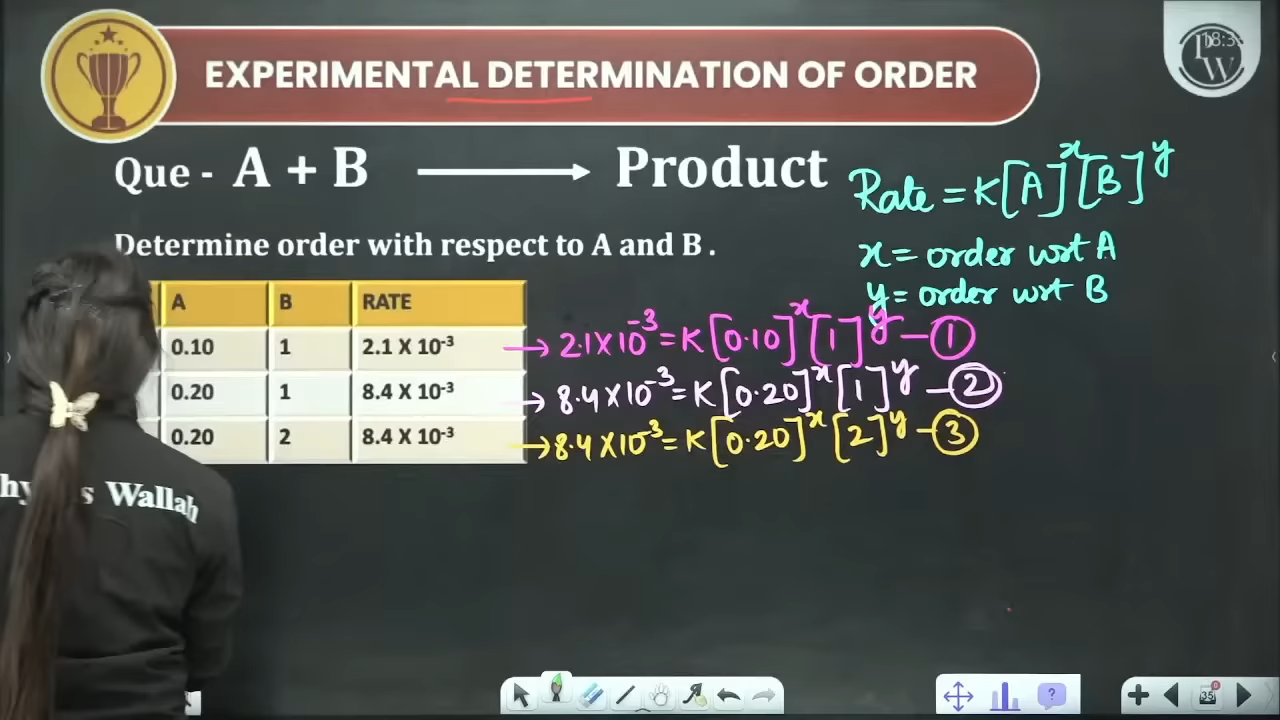 EXPERIMENTAL DETERMINATION OF ORDER
Que - A + B ⟶ Product
Rate = K[A]^x[B]^y
Determine order with respect to A and B .
x = order wrt A
y = order wrt B
A B RATE
0.10 1 2.1 X 10⁻³ → 2.1×10⁻³ = K[0.10]^x[1]^y – ①
0.20 1 8.4 X 10⁻³ → 8.4×10⁻³ = K[0.20]^x[1]^y – ②
0.20 2 8.4 X 10⁻³ → 8.4×10⁻³ = K[0.20]^x[2]^y – ③
Wallah
35